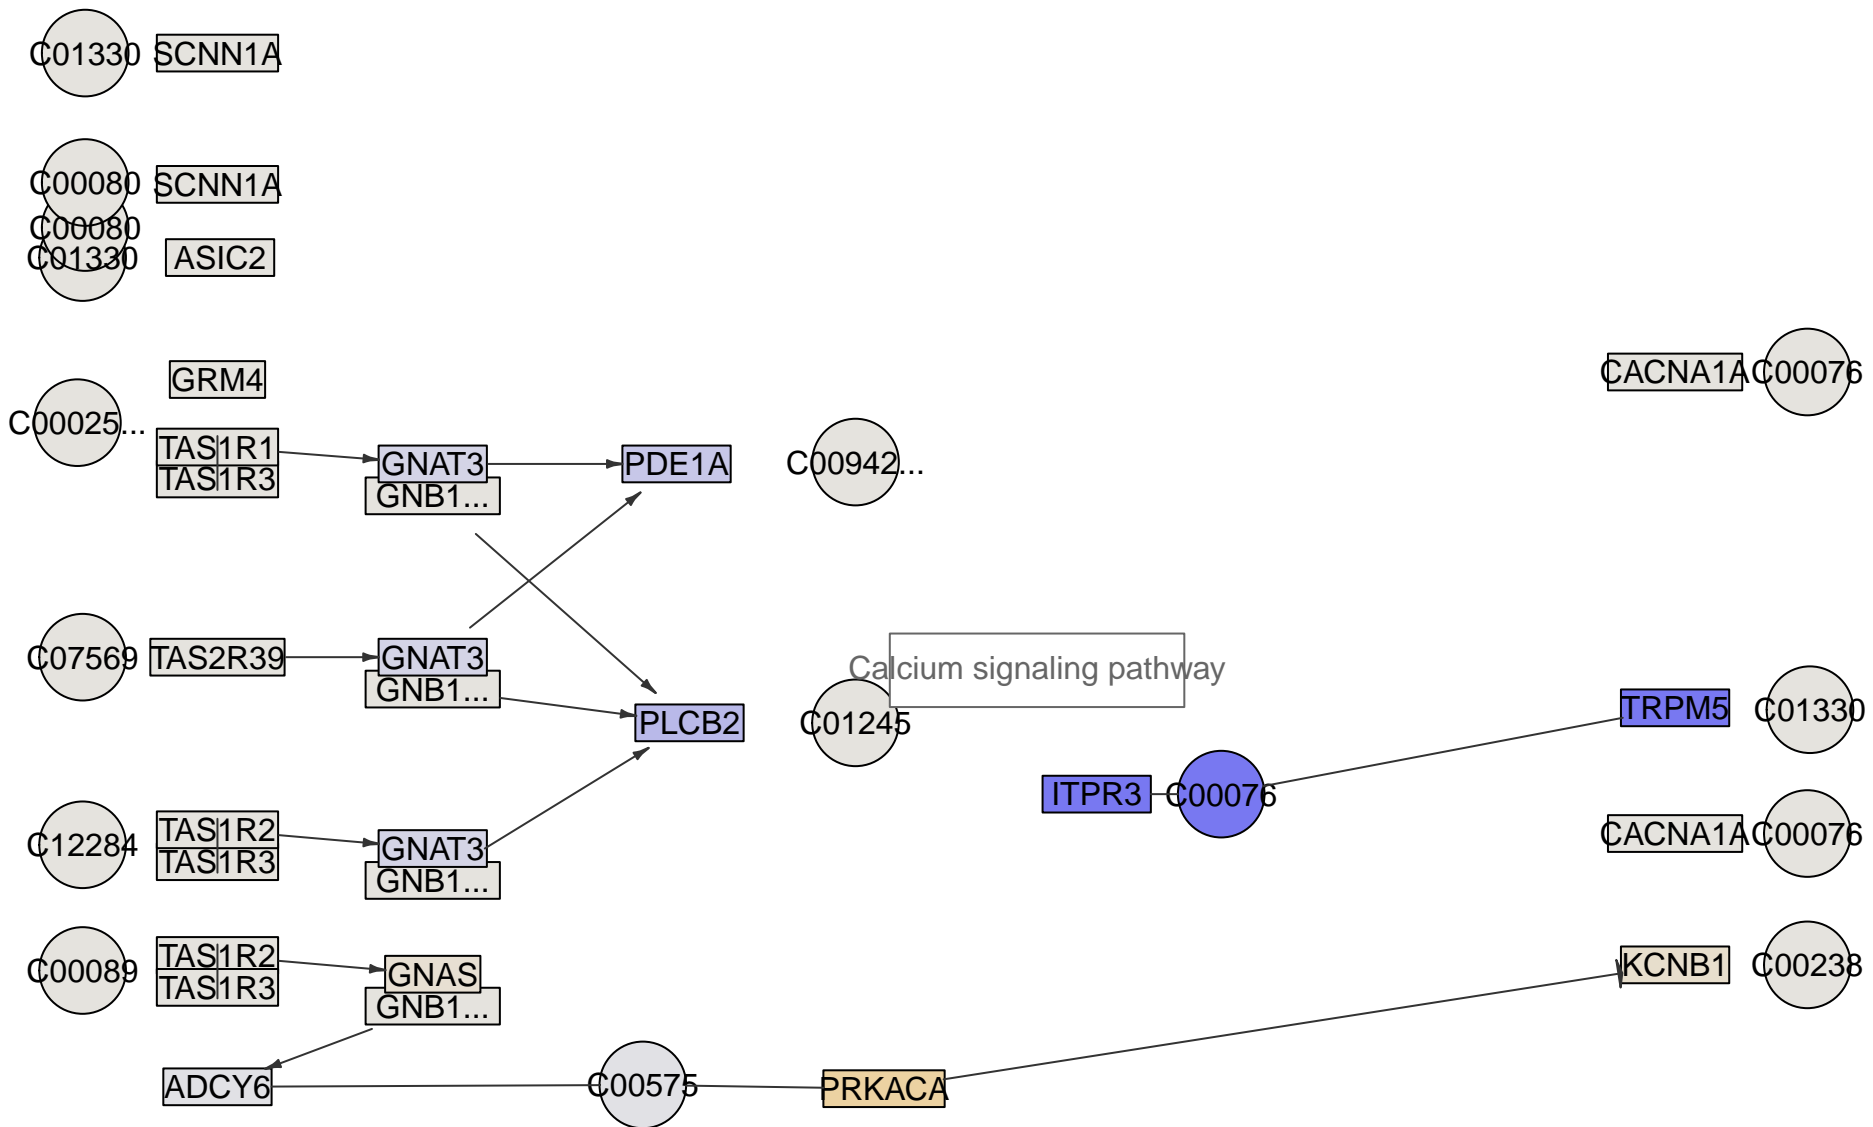 C01330 SCNN1A
C00080 SCNN1A
C00080
C01330 ASIC2
GRM4
CACNA1A C00076
C00025...
TAS1R1
GNAT3 PDE1A C00942...
TAS1R3
GNB1...
C07569 TAS2R39 GNAT3
Calcium signaling pathway
GNB1...
TRPM5 C01330
PLCB2 C01245
ITPR3 C00076
TAS1R2
CACNA1A C00076
C12284
GNAT3
TAS1R3
GNB1...
TAS1R2
KCNB1 C00238
C00089
GNAS
TAS1R3
GNB1...
ADCY6 C00575 PRKACA